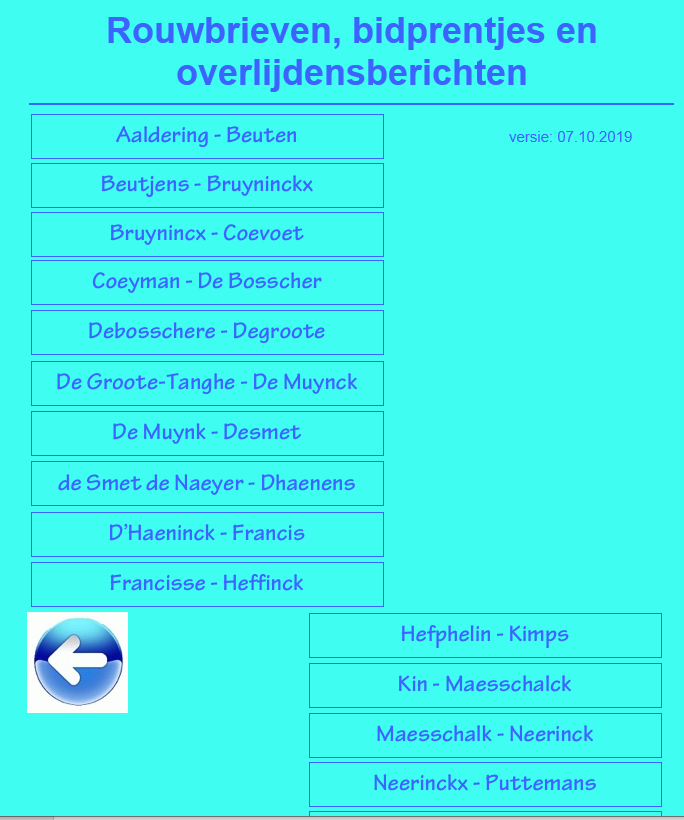 Rouwbrieven, bidprentjes en
overlijdensberichten
Aaldering - Beuten
versie: 07.10.2019
Beutjens - Bruyninckx
Bruynincx - Coevoet
Coeyman - De Bosscher
Debosschere - Degroote
De Groote-Tanghe - De Muynck
De Muynk - Desmet
de Smet de Naeyer - Dhaenens
D'Haeninck - Francis
Francisse - Heffinck
Hefphelin - Kimps
Kin - Maesschalck
Maesschalk - Neerinck
Neerinckx - Puttemans